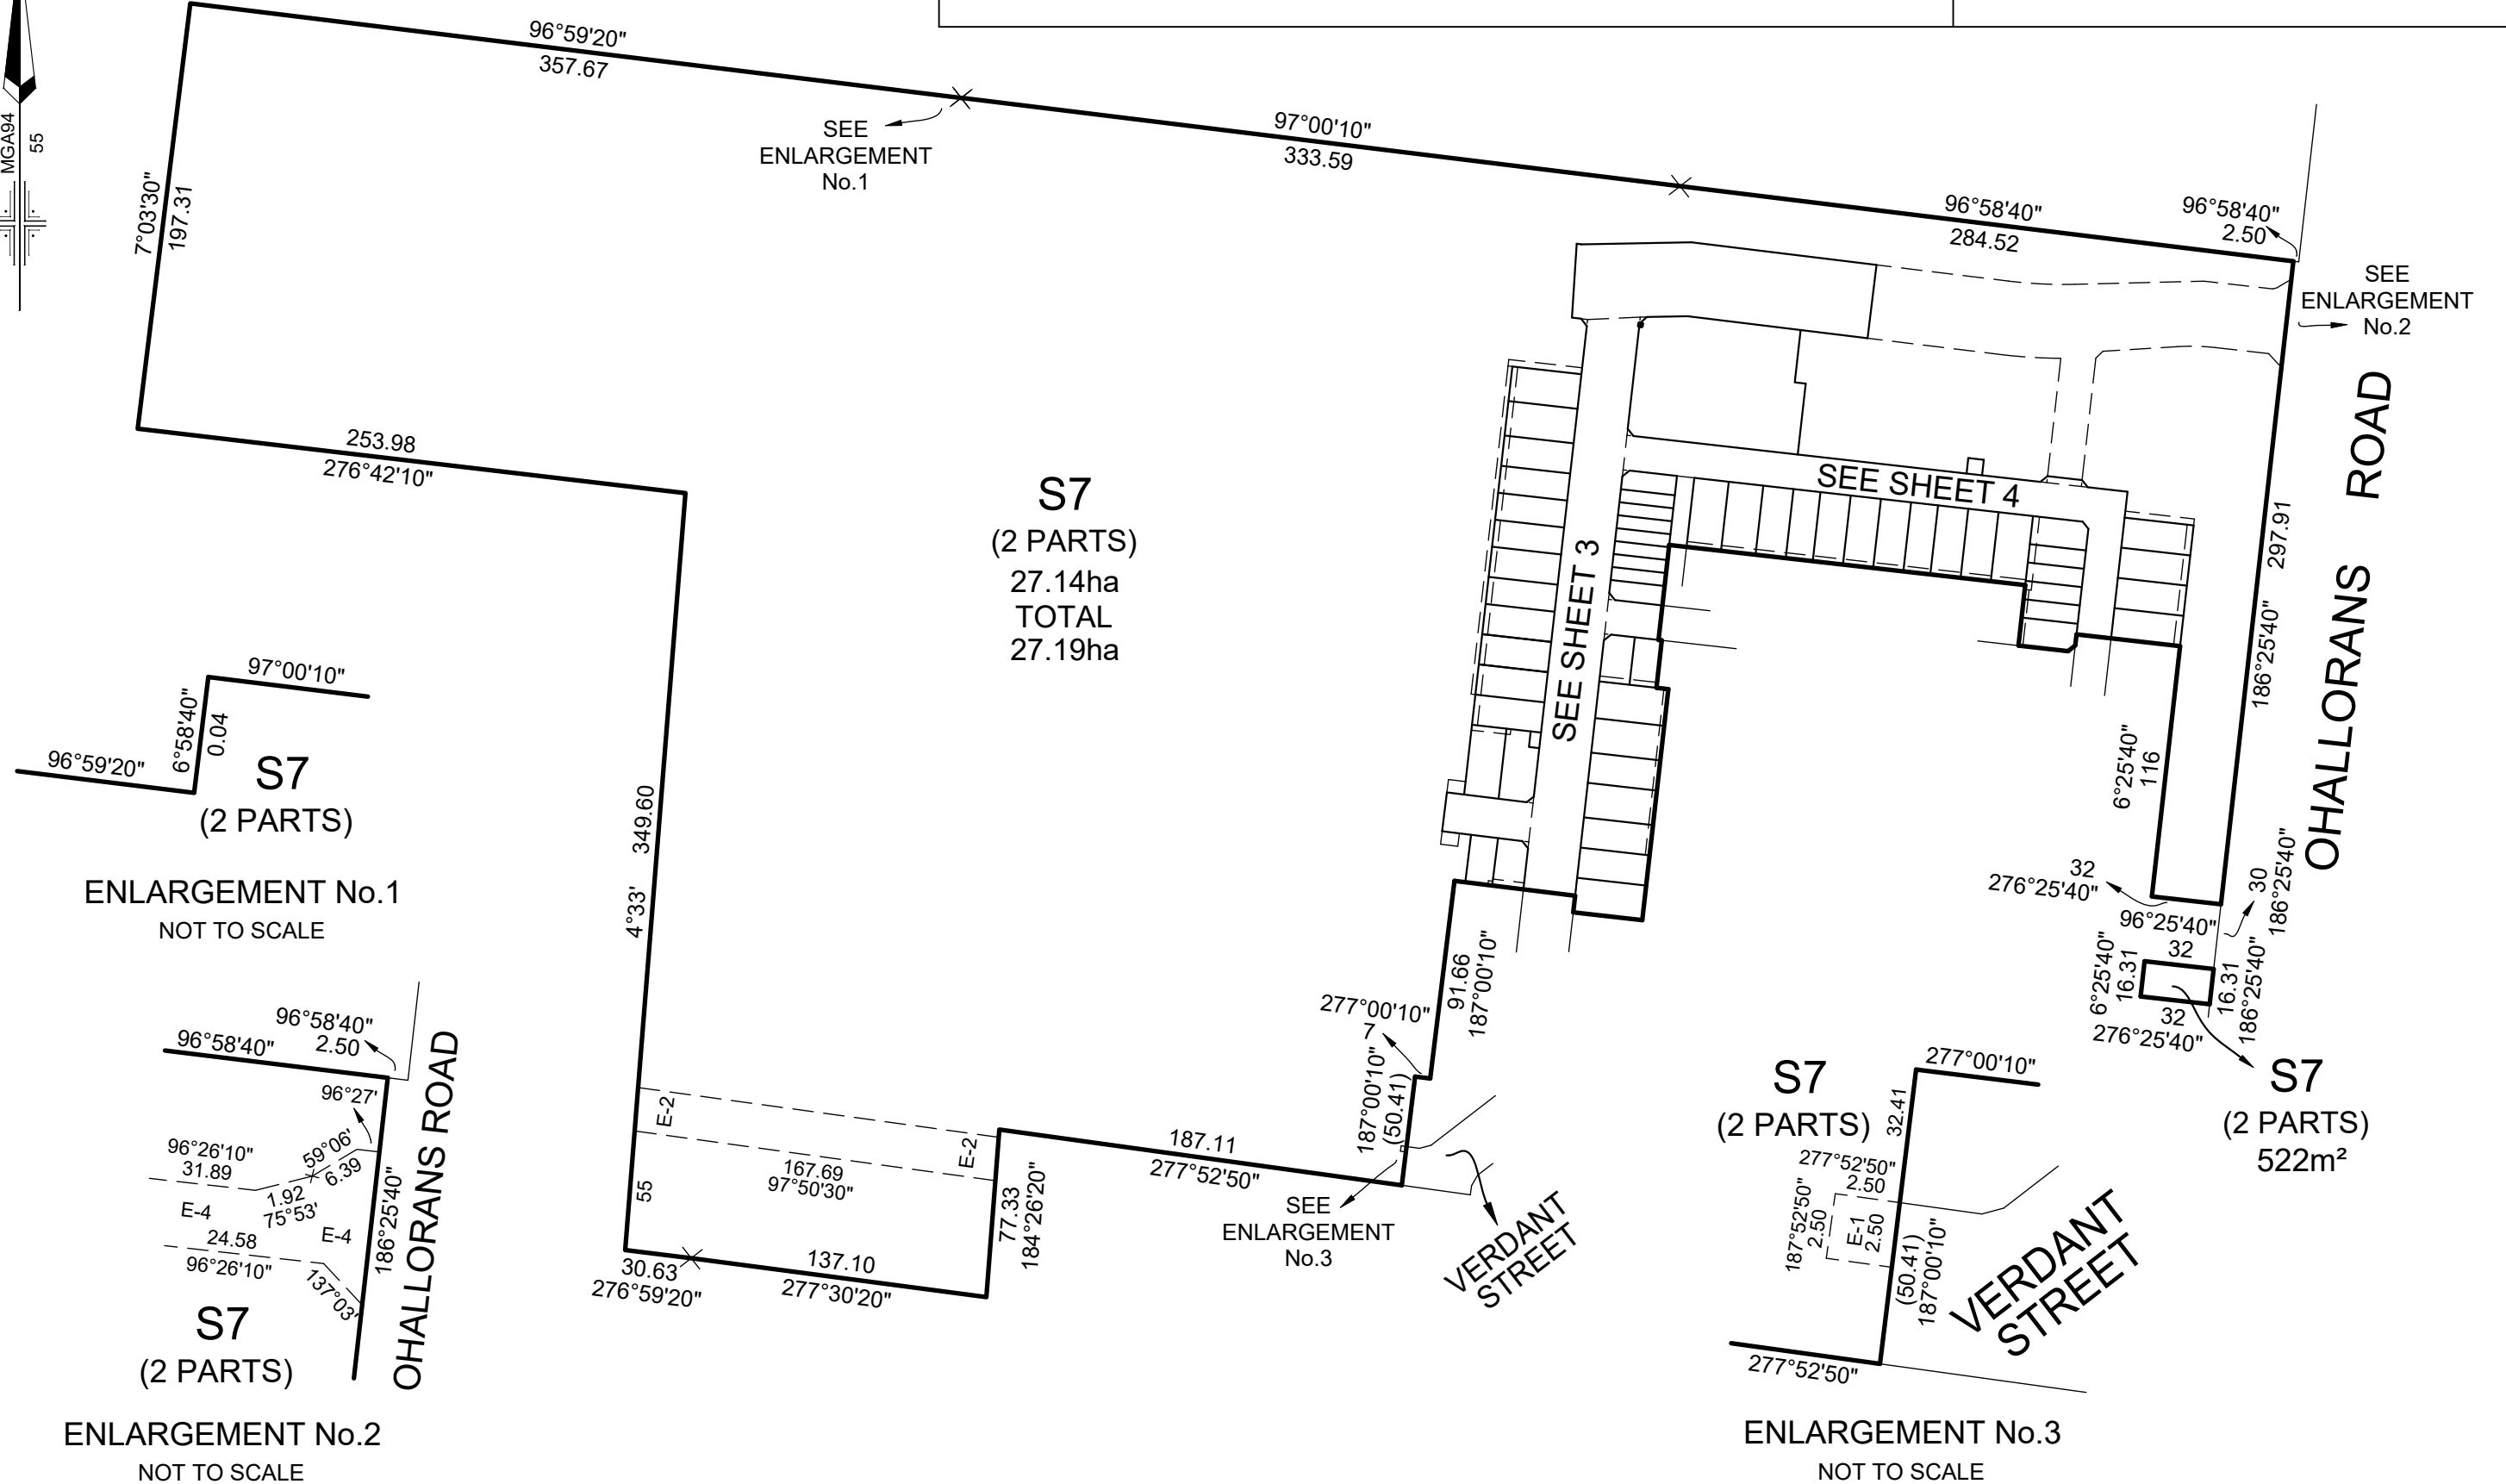 MGA94
55
96°59'20"
357.67
SEE
ENLARGEMENT
No.1
97°00'10"
333.59
96°58'40"
284.52
96°58'40"
2.50
SEE
ENLARGEMENT
No.2
7°03'30"
197.31
253.98
276°42'10"
S7
(2 PARTS)
27.14ha
TOTAL
27.19ha
SEE SHEET 4
SEE SHEET 3
297.91
186°25'40"
OHALLORANS ROAD
6°25'40"
116
32
276°25'40"
30
186°25'40"
96°25'40"
32
6°25'40"
16.31
16.31
186°25'40"
32
276°25'40"
S7
(2 PARTS)
522m²
349.60
4°33'
97°00'10"
6°58'40"
0.04
96°59'20"
S7
(2 PARTS)
ENLARGEMENT No.1
NOT TO SCALE
91.66
187°00'10"
277°00'10"
7
187°00'10"
(50.41)
E-2
E-2
167.69
97°50'30"
55
187.11
277°52'50"
77.33
184°26'20"
30.63
276°59'20"
137.10
277°30'20"
SEE
ENLARGEMENT
No.3
VERDANT
STREET
96°58'40"
96°58'40"
2.50
96°27'
96°26'10"
31.89
59°06'
6.39
1.92
75°53'
E-4
E-4
24.58
96°26'10"
137°03'
186°25'40"
OHALLORANS ROAD
S7
(2 PARTS)
ENLARGEMENT No.2
NOT TO SCALE
277°00'10"
S7
(2 PARTS)
32.41
277°52'50"
2.50
187°52'50"
2.50
E-1
2.50
(50.41)
187°00'10"
VERDANT
STREET
277°52'50"
ENLARGEMENT No.3
NOT TO SCALE